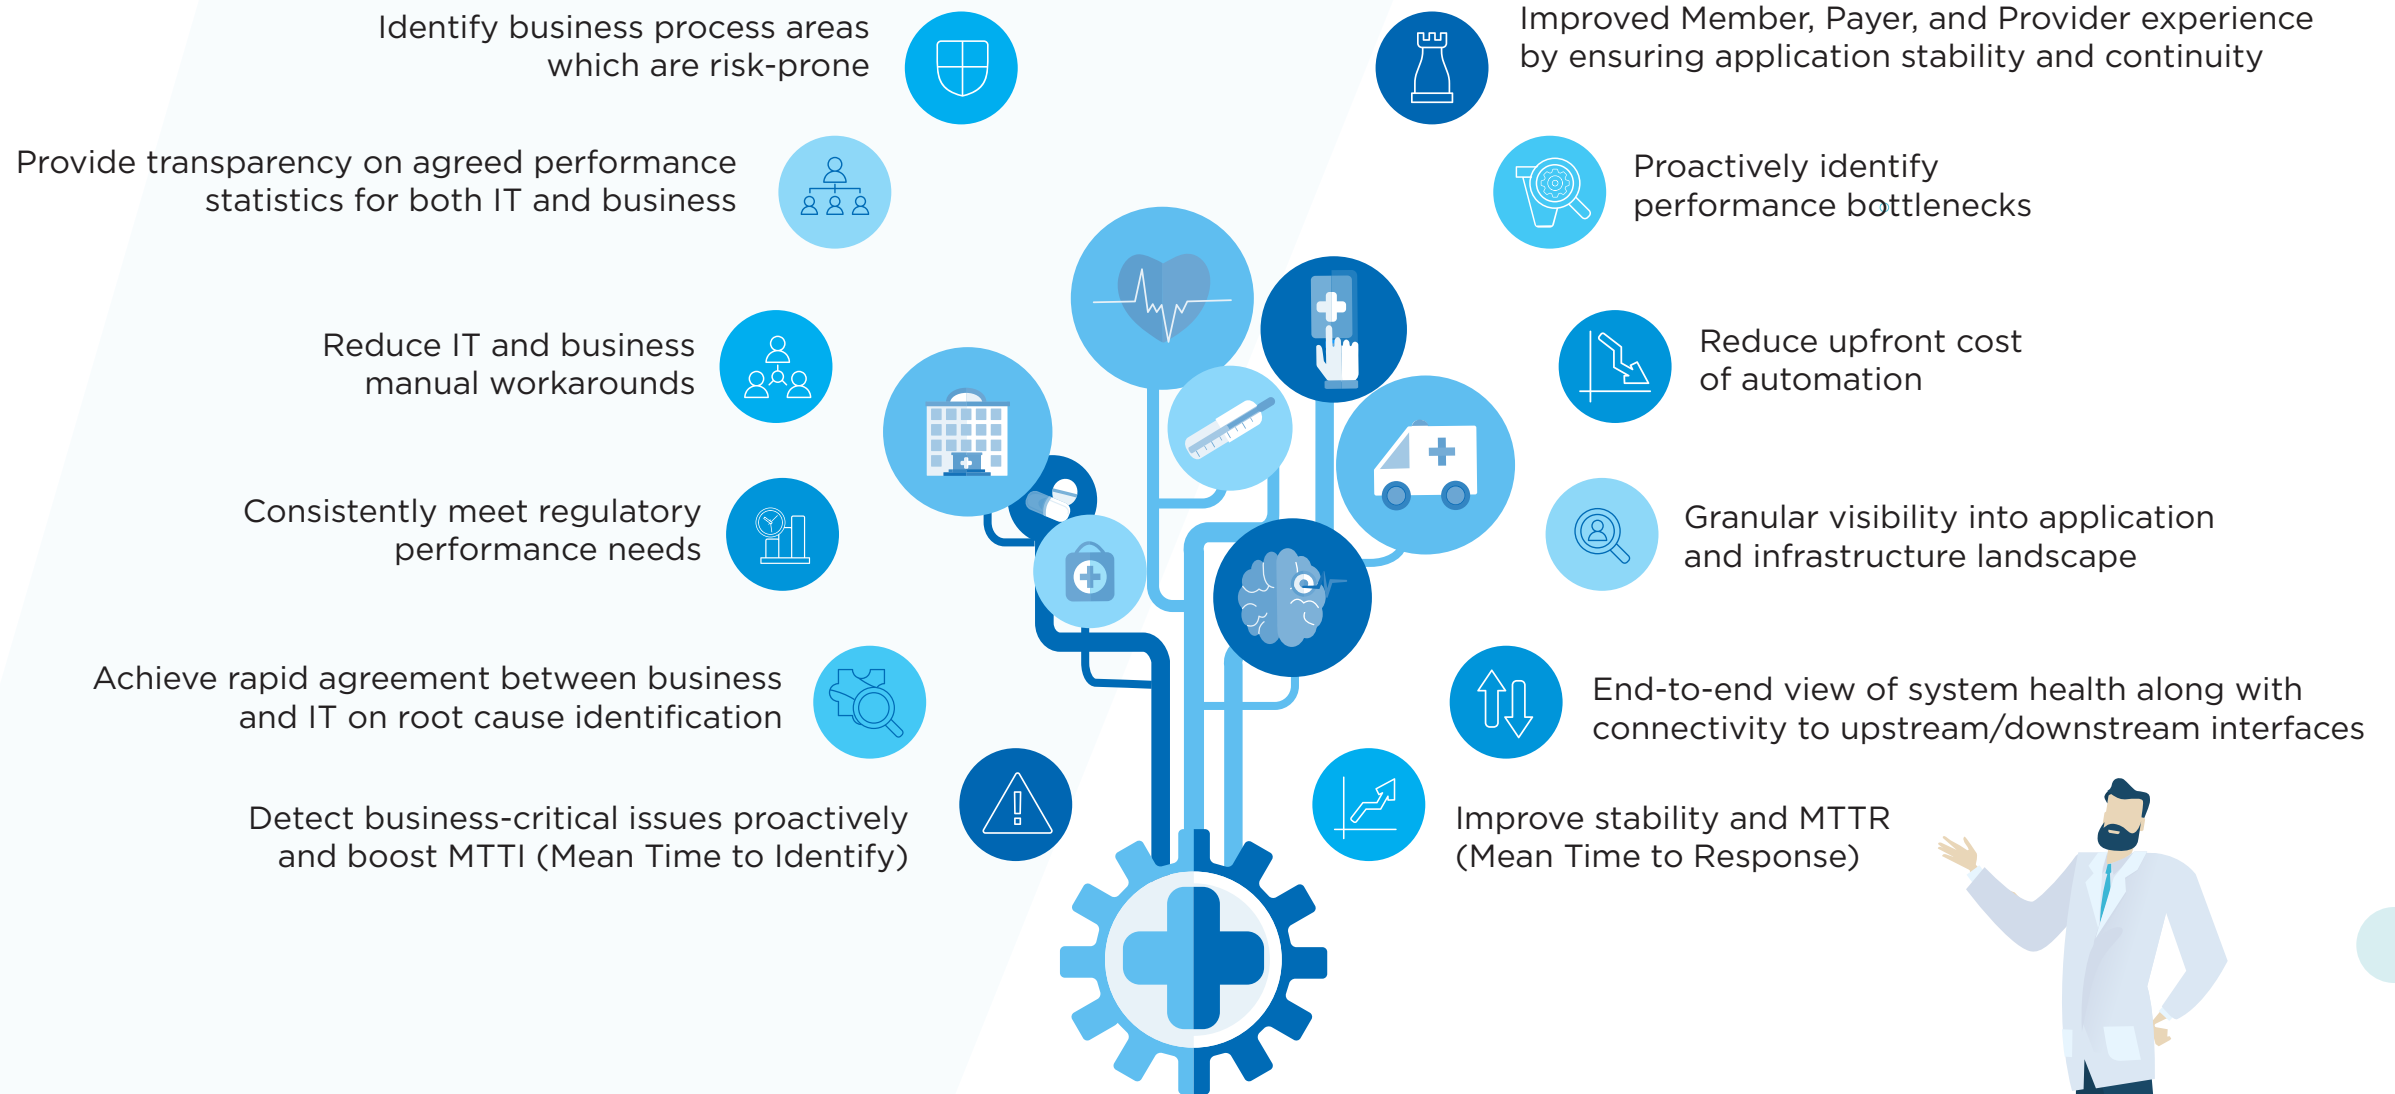 Identify business process areas
which are risk-prone
Provide transparency on agreed performance
statistics for both IT and business
Reduce IT and business
manual workarounds
Consistently meet regulatory
performance needs
Achieve rapid agreement between business
and IT on root cause identification
Detect business-critical issues proactively
and boost MTTI (Mean Time to Identify)
Improved Member, Payer, and Provider experience
by ensuring application stability and continuity
Proactively identify
performance bottlenecks
Reduce upfront cost
of automation
Granular visibility into application
and infrastructure landscape
End-to-end view of system health along with
connectivity to upstream/downstream interfaces
Improve stability and MTTR
(Mean Time to Response)